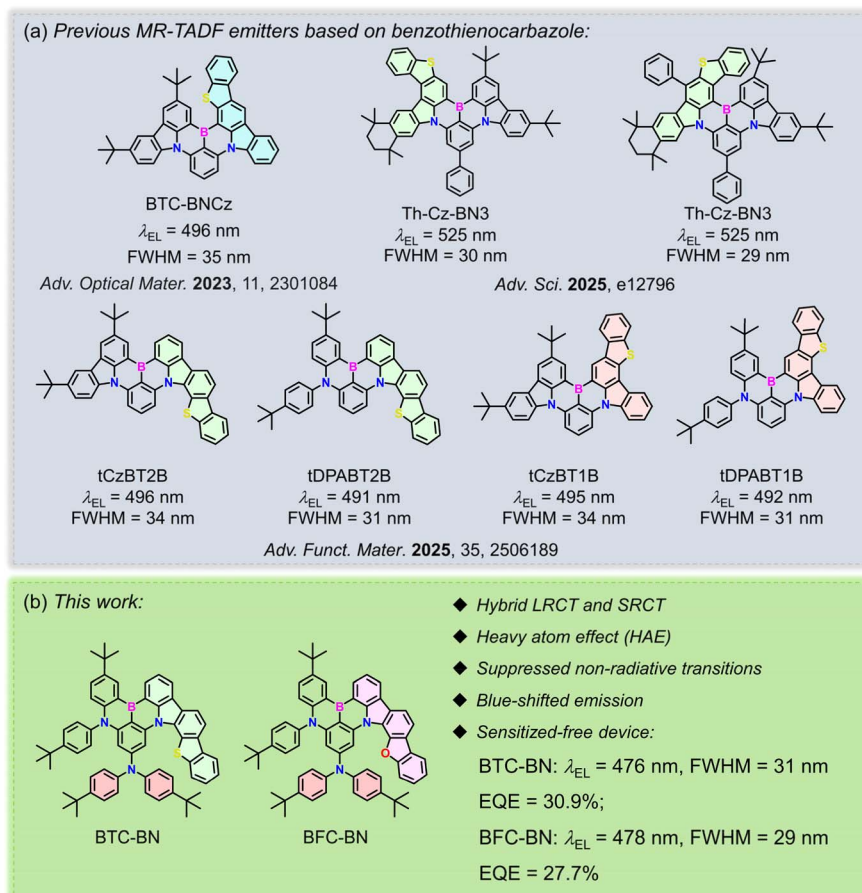 (a) Previous MR-TADF emitters based on benzothienocarbazole:
S
B
N
N
BTC-BNCz
λEL = 496 nm
FWHM = 35 nm
S
B
N
N
Th-Cz-BN3
λEL = 525 nm
FWHM = 30 nm
S
B
N
N
Th-Cz-BN3
λEL = 525 nm
FWHM = 29 nm
Adv. Optical Mater. 2023, 11, 2301084
Adv. Sci. 2025, e12796
B
N
N
S
tCzBT2B
λEL = 496 nm
FWHM = 34 nm
B
N
N
S
tDPABT2B
λEL = 491 nm
FWHM = 31 nm
S
B
N
N
tCzBT1B
λEL = 495 nm
FWHM = 34 nm
S
B
N
N
tDPABT1B
λEL = 492 nm
FWHM = 31 nm
Adv. Funct. Mater. 2025, 35, 2506189
(b) This work:
B
N
N
S
N
BTC-BN
B
N
N
O
N
BFC-BN
◆ Hybrid LRCT and SRCT
◆ Heavy atom effect (HAE)
◆ Suppressed non-radiative transitions
◆ Blue-shifted emission
◆ Sensitized-free device:
BTC-BN: λEL = 476 nm, FWHM = 31 nm
EQE = 30.9%;
BFC-BN: λEL = 478 nm, FWHM = 29 nm
EQE = 27.7%